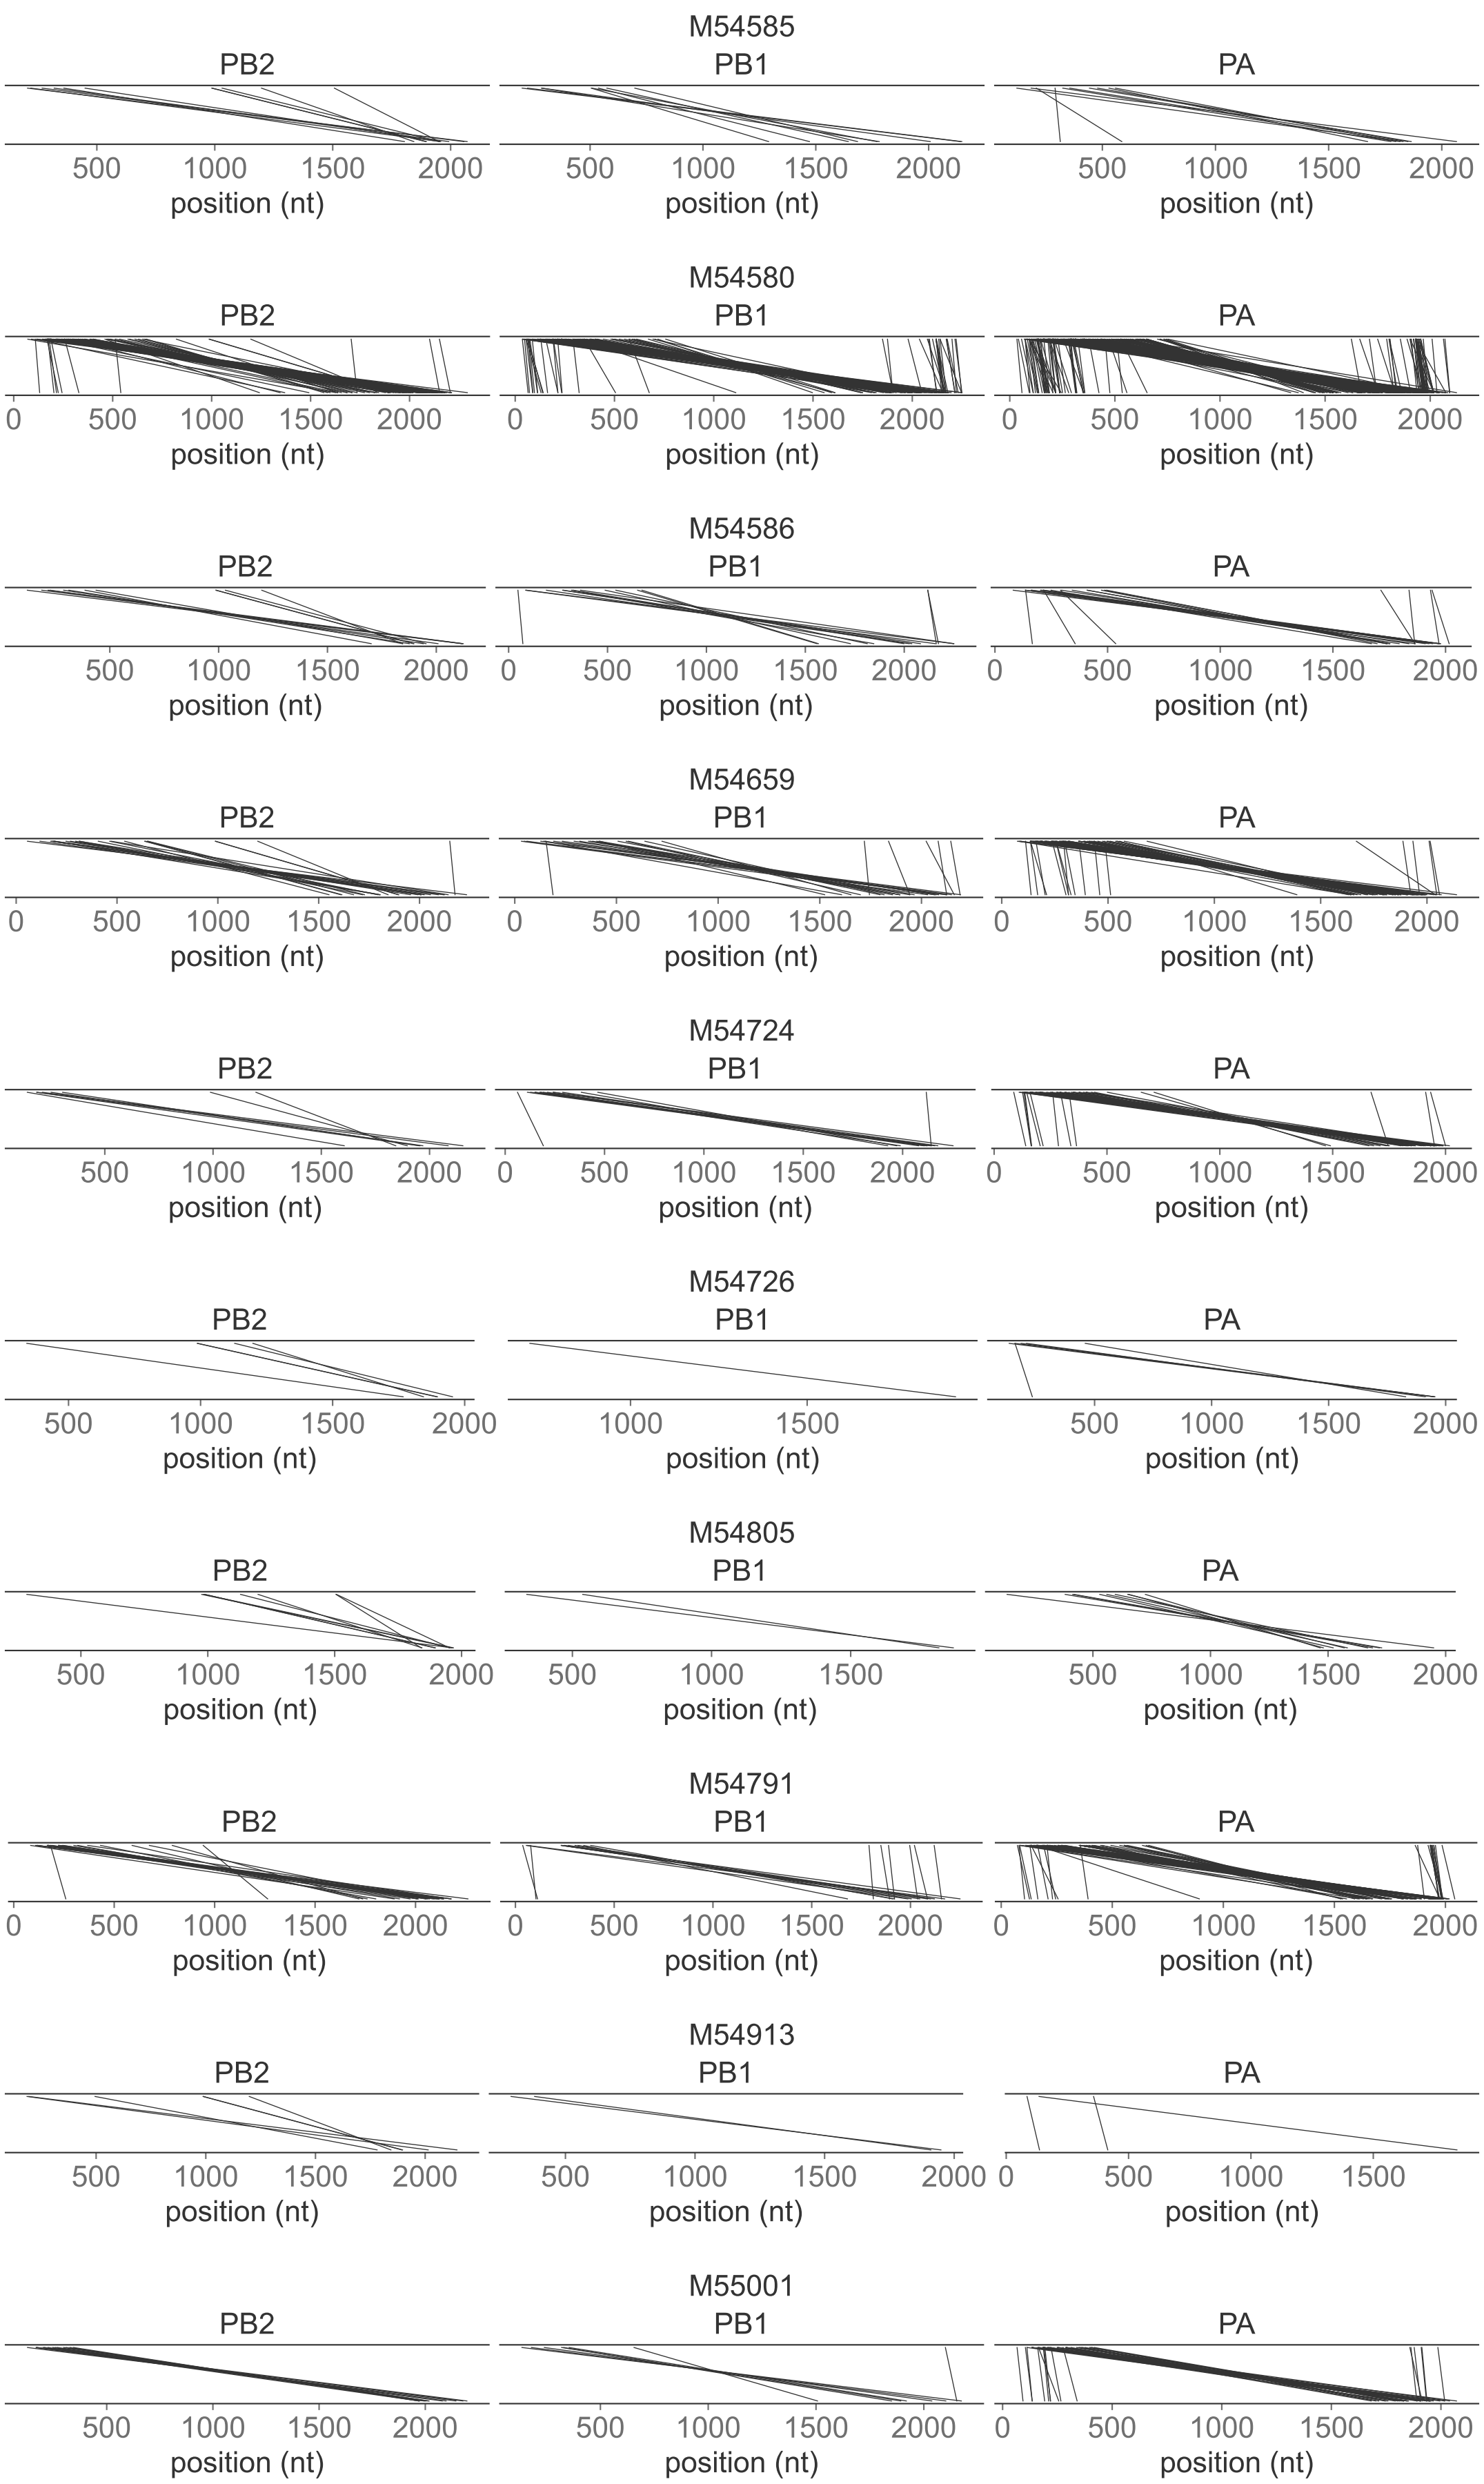 M54585
PB2 PB1 PA
500 1000 1500 2000 500 1000 1500 2000 500 1000 1500 2000
position (nt) position (nt) position (nt)
M54580
PB2 PB1 PA
0 500 1000 1500 2000 0 500 1000 1500 2000 0 500 1000 1500 2000
position (nt) position (nt) position (nt)
M54586
PB2 PB1 PA
500 1000 1500 2000 0 500 1000 1500 2000 0 500 1000 1500 2000
position (nt) position (nt) position (nt)
M54659
PB2 PB1 PA
0 500 1000 1500 2000 0 500 1000 1500 2000 0 500 1000 1500 2000
position (nt) position (nt) position (nt)
M54724
PB2 PB1 PA
500 1000 1500 2000 0 500 1000 1500 2000 0 500 1000 1500 2000
position (nt) position (nt) position (nt)
M54726
PB2 PB1 PA
500 1000 1500 2000 1000 1500 500 1000 1500 2000
position (nt) position (nt) position (nt)
M54805
PB2 PB1 PA
500 1000 1500 2000 500 1000 1500 500 1000 1500 2000
position (nt) position (nt) position (nt)
M54791
PB2 PB1 PA
0 500 1000 1500 2000 0 500 1000 1500 2000 0 500 1000 1500 2000
position (nt) position (nt) position (nt)
M54913
PB2 PB1 PA
500 1000 1500 2000 500 1000 1500 2000 0 500 1000 1500
position (nt) position (nt) position (nt)
M55001
PB2 PB1 PA
500 1000 1500 2000 500 1000 1500 2000 0 500 1000 1500 2000
position (nt) position (nt) position (nt)